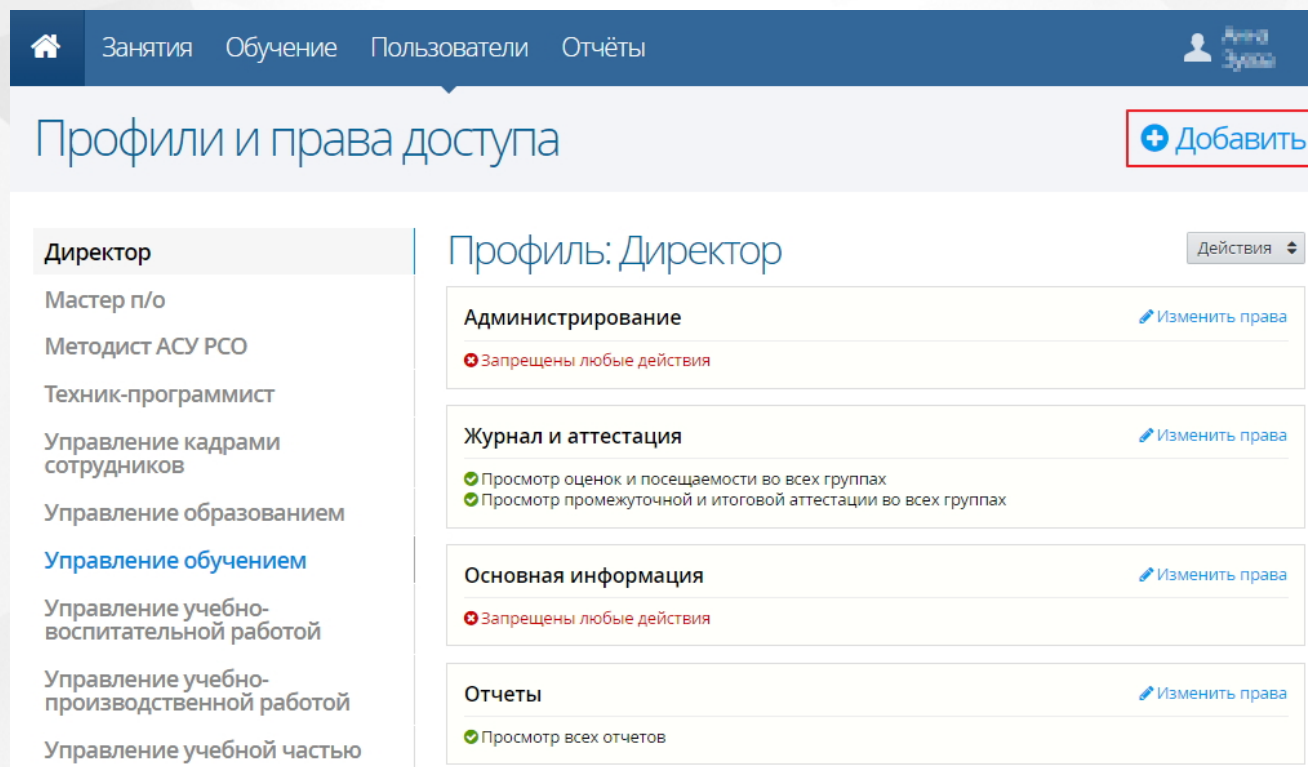 Занятия Обучение Пользователи Отчёты
Профили и права доступа
Добавить
Директор
Мастер п/о
Методист АСУ РСО
Техник-программист
Управление кадрами
сотрудников
Управление образованием
Управление обучением
Управление учебно-
воспитательной работой
Управление учебно-
производственной работой
Управление учебной частью
Профиль: Директор
Действия
Администрирование
Изменить права
Запрещены любые действия
Журнал и аттестация
Изменить права
Просмотр оценок и посещаемости во всех группах
Просмотр промежуточной и итоговой аттестации во всех группах
Основная информация
Изменить права
Запрещены любые действия
Отчеты
Изменить права
Просмотр всех отчетов